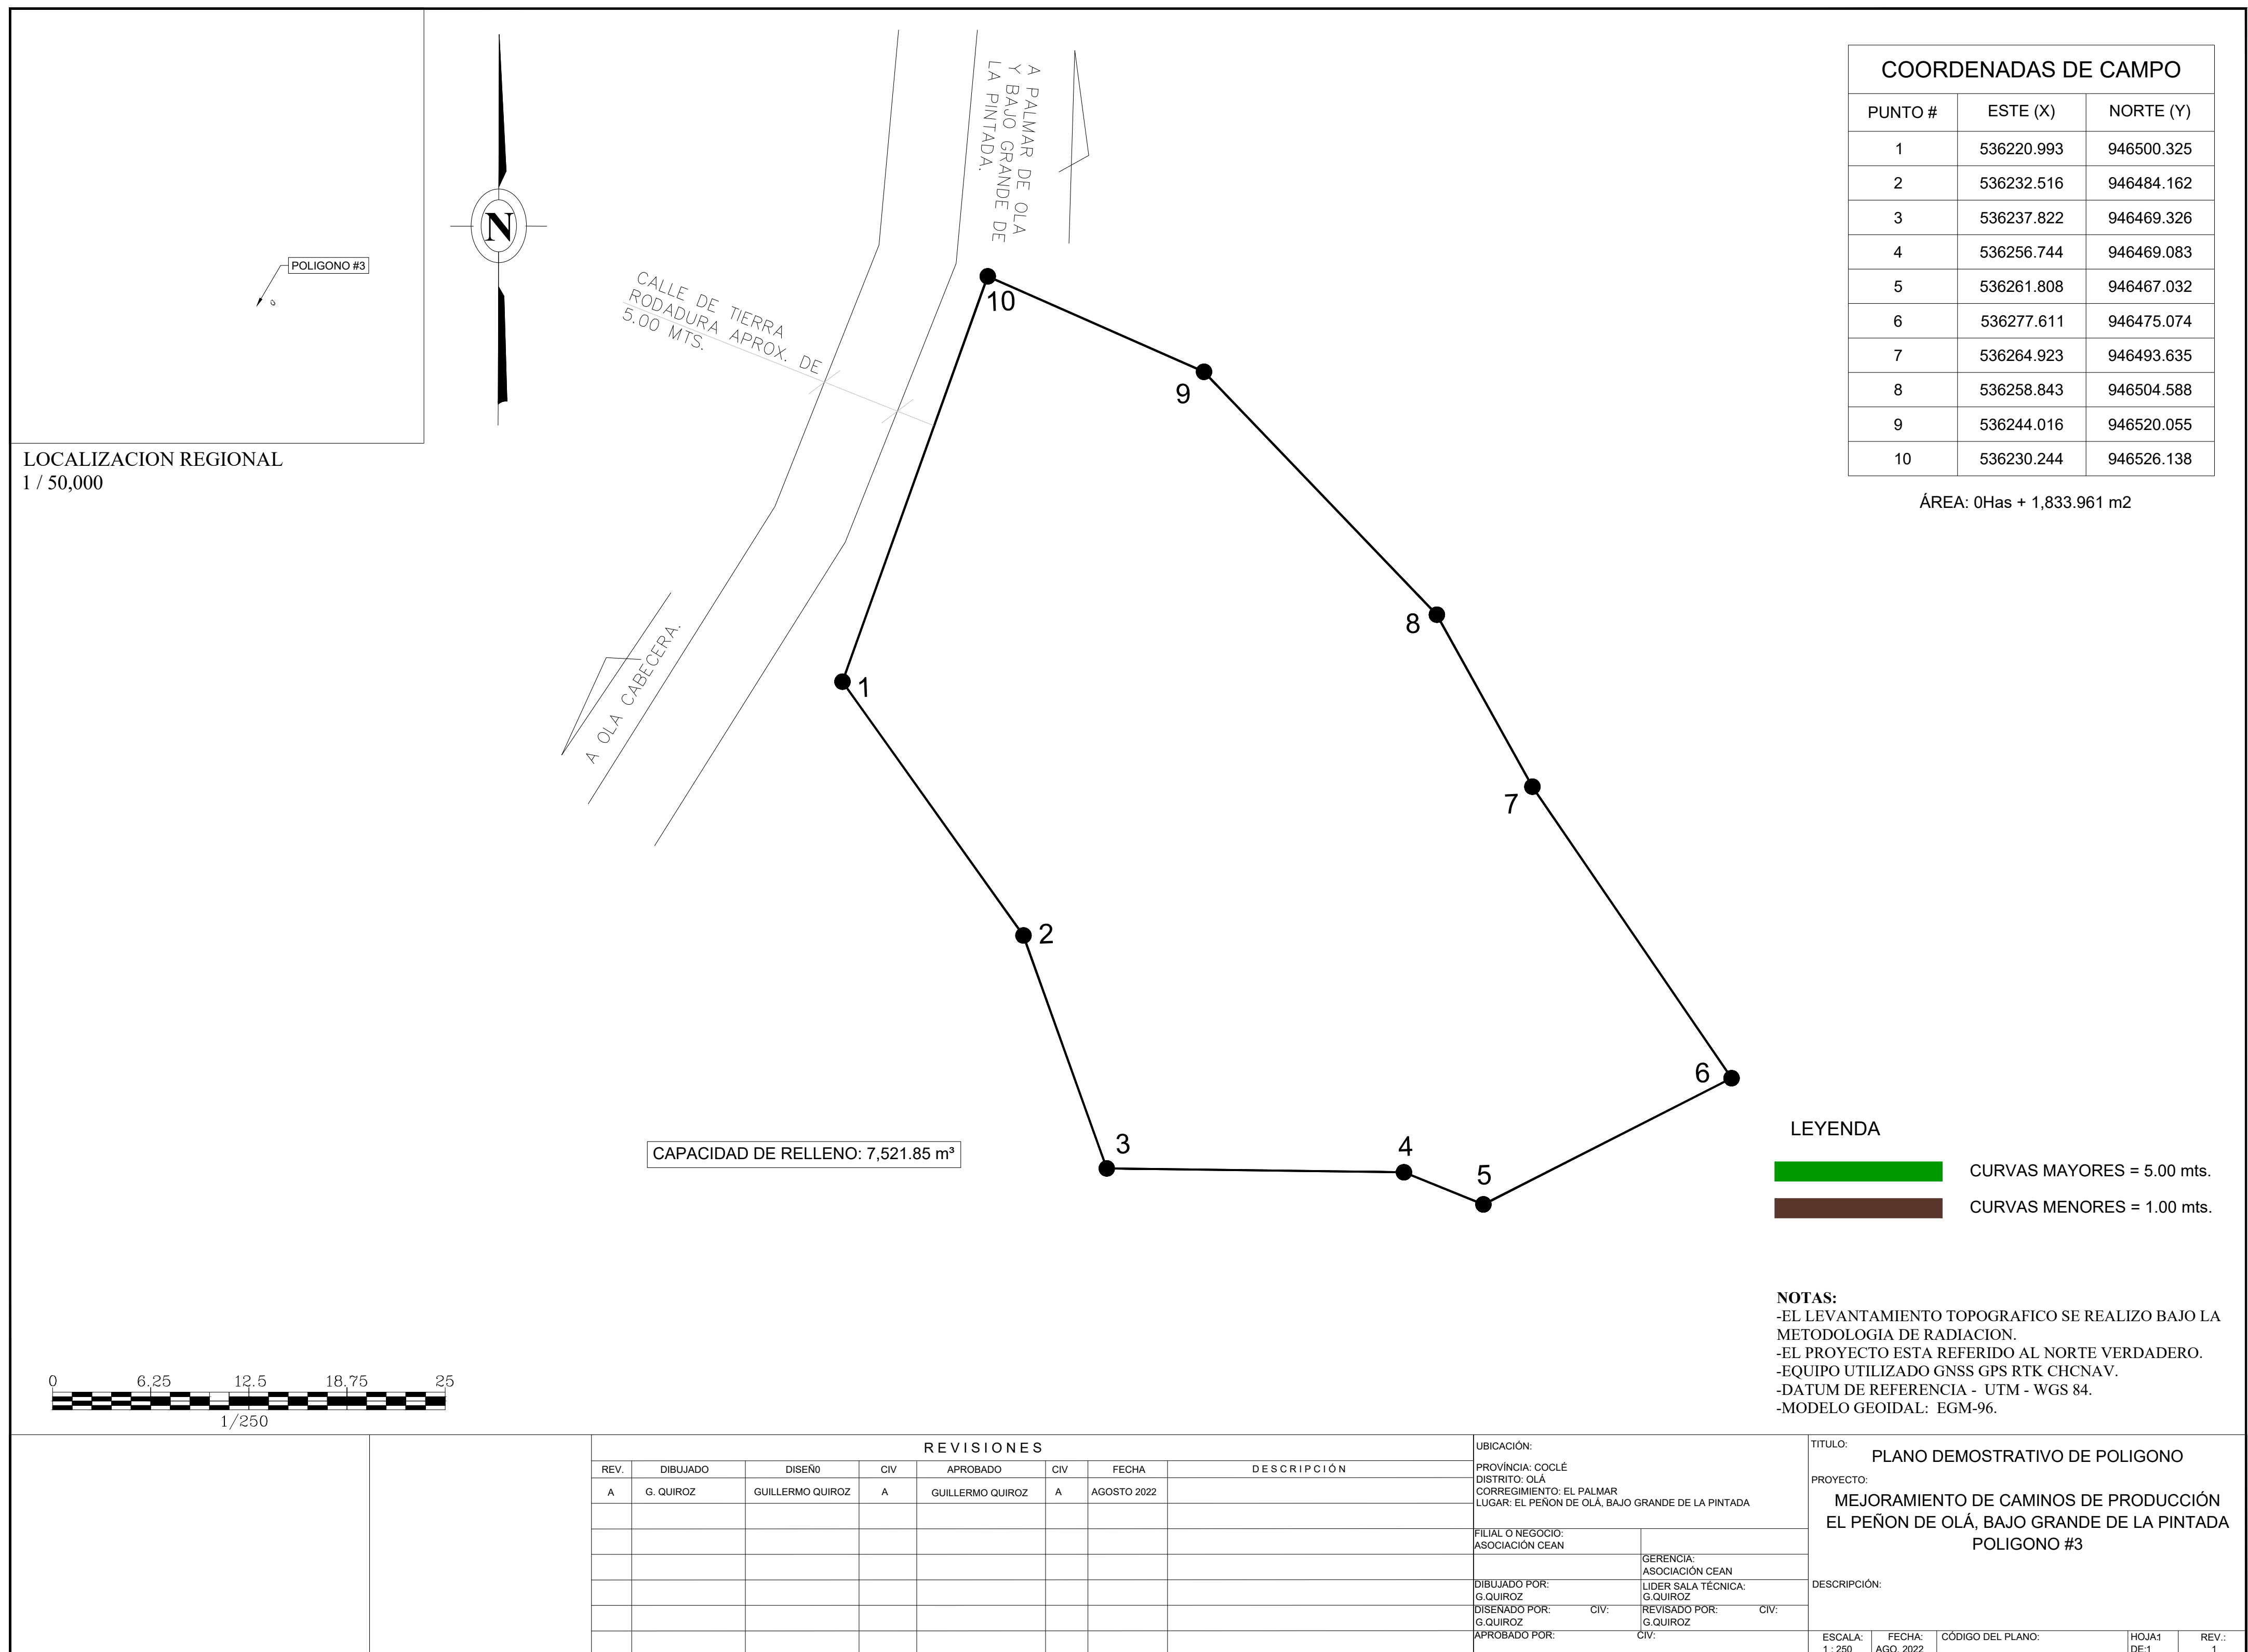 POLIGONO #3
LOCALIZACION REGIONAL
1 / 50,000
N
A PALMAR DE OLA
Y BAJO GRANDE DE
LA PINTADA.
CALLE DE TIERRA
RODADURA APROX. DE
5.00 MTS.
A OLA CABECERA.
10
9
8
7
6
5
4
3
2
1
CAPACIDAD DE RELLENO: 7,521.85 m³
COORDENADAS DE CAMPO
PUNTO # ESTE (X) NORTE (Y)
1 536220.993 946500.325
2 536232.516 946484.162
3 536237.822 946469.326
4 536256.744 946469.083
5 536261.808 946467.032
6 536277.611 946475.074
7 536264.923 946493.635
8 536258.843 946504.588
9 536244.016 946520.055
10 536230.244 946526.138
ÁREA: 0Has + 1,833.961 m2
LEYENDA
CURVAS MAYORES = 5.00 mts.
CURVAS MENORES = 1.00 mts.
NOTAS:
-EL LEVANTAMIENTO TOPOGRAFICO SE REALIZO BAJO LA
METODOLOGIA DE RADIACION.
-EL PROYECTO ESTA REFERIDO AL NORTE VERDADERO.
-EQUIPO UTILIZADO GNSS GPS RTK CHCNAV.
-DATUM DE REFERENCIA - UTM - WGS 84.
-MODELO GEOIDAL: EGM-96.
0 6.25 12.5 18.75 25
1/250
REVISIONES
REV. DIBUJADO DISEÑ0 CIV APROBADO CIV FECHA DESCRIPCIÓN
A G. QUIROZ GUILLERMO QUIROZ A GUILLERMO QUIROZ A AGOSTO 2022
UBICACIÓN:
PROVÍNCIA: COCLÉ
DISTRITO: OLÁ
CORREGIMIENTO: EL PALMAR
LUGAR: EL PEÑON DE OLÁ, BAJO GRANDE DE LA PINTADA
FILIAL O NEGOCIO:
ASOCIACIÓN CEAN
GERENCIA:
ASOCIACIÓN CEAN
DIBUJADO POR:
G.QUIROZ
LIDER SALA TÉCNICA:
G.QUIROZ
DISEÑADO POR: CIV:
G.QUIROZ
REVISADO POR: CIV:
G.QUIROZ
APROBADO POR: CIV:
TITULO:
PLANO DEMOSTRATIVO DE POLIGONO
PROYECTO:
MEJORAMIENTO DE CAMINOS DE PRODUCCIÓN
EL PEÑON DE OLÁ, BAJO GRANDE DE LA PINTADA
POLIGONO #3
DESCRIPCIÓN:
ESCALA: FECHA: CÓDIGO DEL PLANO: HOJA:1 REV.:
1 : 250 AGO. 2022 DE:1 1